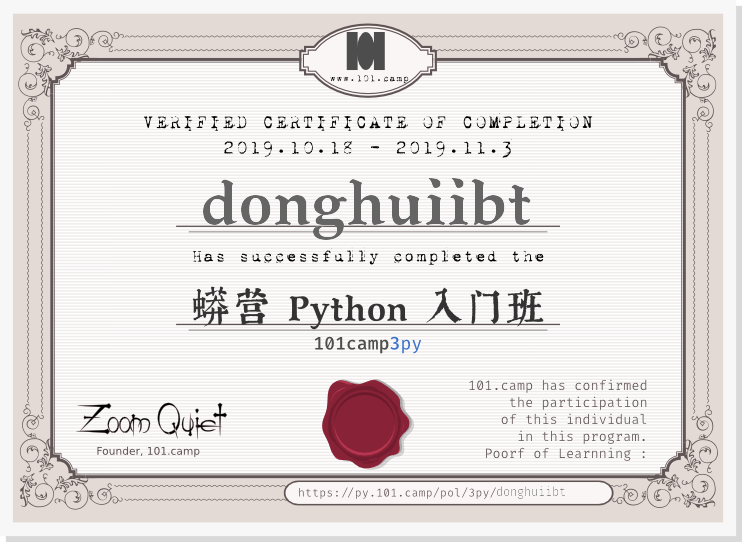 101
www.101.camp
VERIFIED CERTIFICATE OF COMPLETION
2019.10.18 - 2019.11.3
donghuiibt
Has successfully completed the
蟒营 Python 入门班
101camp3py
Zoom Quiet
Founder, 101.camp
101.camp has confirmed
the participation
of this individual
in this program.
Poorf of Learnning :
https://py.101.camp/pol/3py/donghuiibt